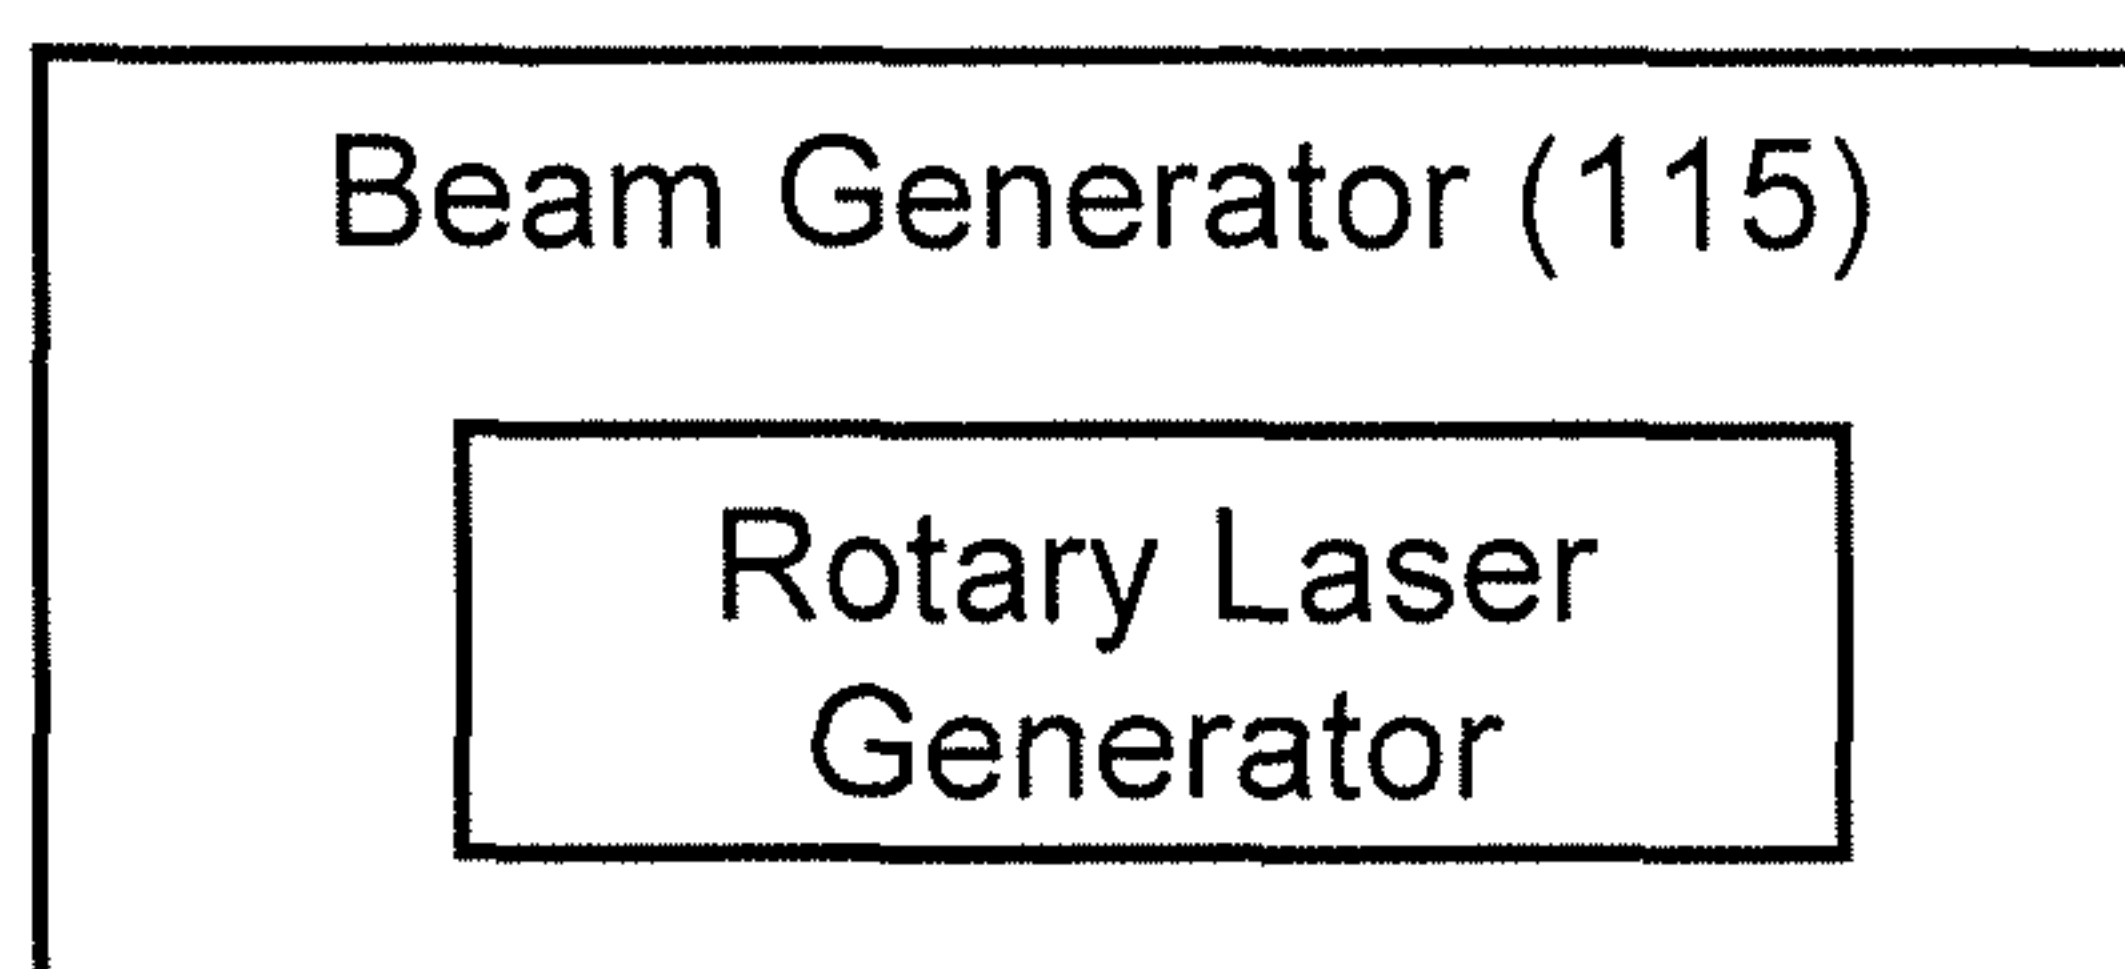 Beam Generator (115)
Rotary Laser
Generator